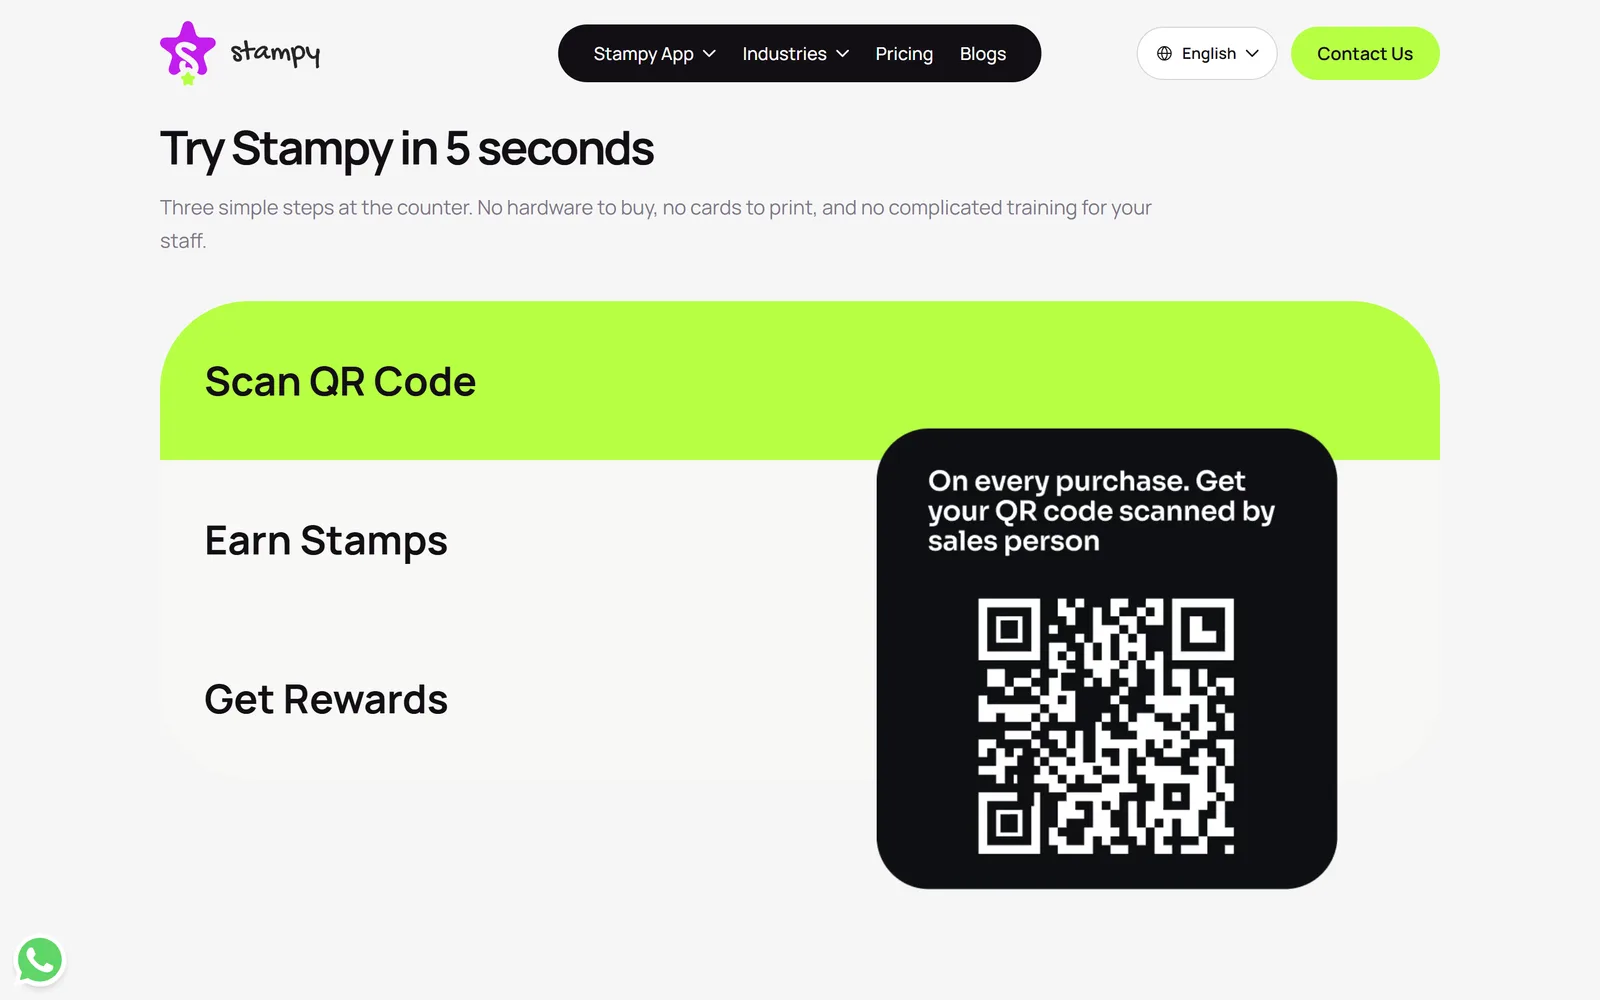 S
stampy
Stampy App
Industries
Pricing
Blogs
English
Contact Us
Try Stampy in 5 seconds
Three simple steps at the counter. No hardware to buy, no cards to print, and no complicated training for your
staff.
Scan QR Code
Earn Stamps
Get Rewards
On every purchase. Get
your QR code scanned by
sales person